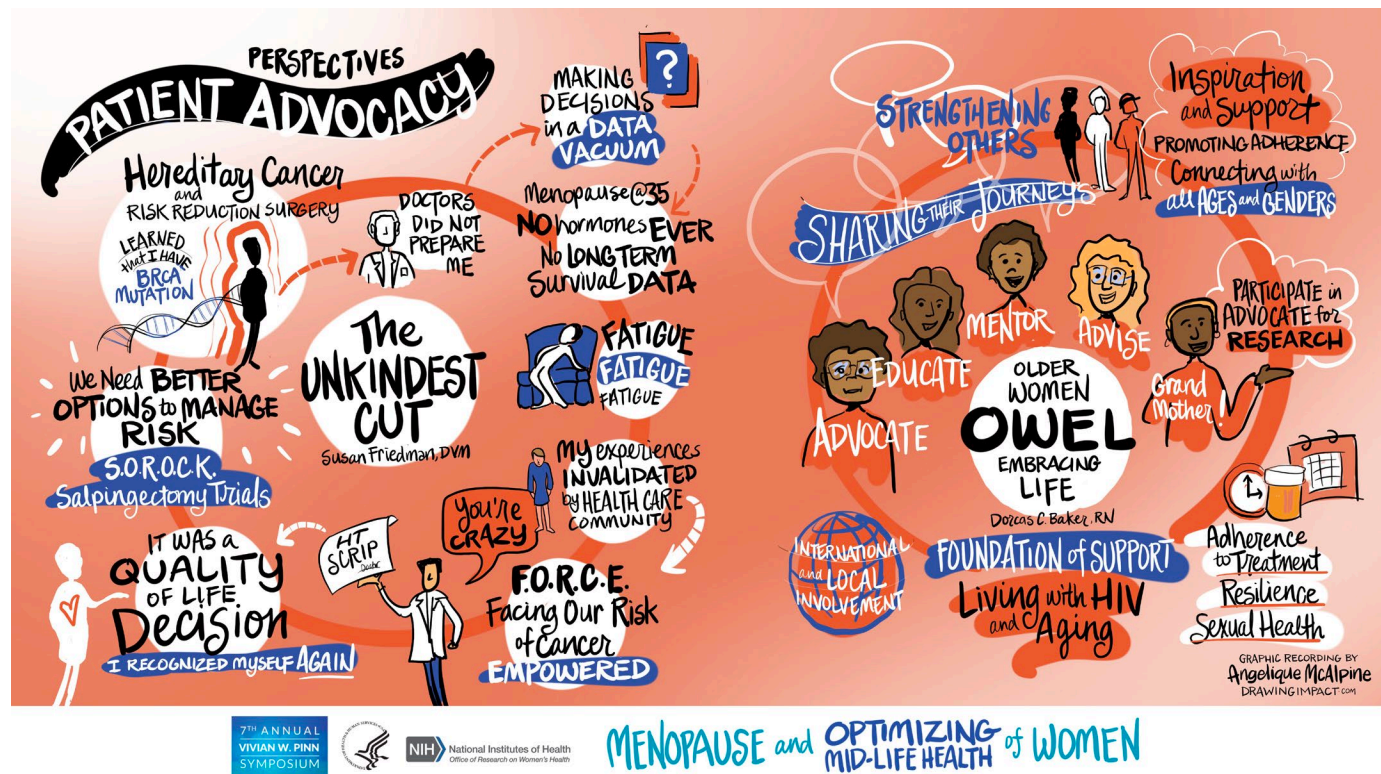 PERSPECTIVES
PATIENT ADVOCACY
Hereditary Cancer
and
RISK REDUCTION SURGERY
LEARNED
that I HAVE
BRCA
MUTATION
DOCTORS
DID NOT
PREPARE
ME
MAKING
DECISIONS
in a DATA
VACUUM
?
Menopause@35
NO hormones EVER
No LONG TERM
Survival DATA
The
UNKINDEST
CUT
Susan Friedman, DVM
FATIGUE
FATIGUE
FATIGUE
My experiences
INVALIDATED
by HEALTH CARE
COMMUNITY
You're
CRAZY
HT
SCRIP
F.O.R.C.E.
Facing Our Risk
of Cancer
EMPOWERED
We Need BETTER
OPTIONS to MANAGE
RISK
S.O.R.O.C.K.
Salpingectomy Trials
IT WAS A
QUALITY
OF LIFE
Decision
I RECOGNIZED MYSELF AGAIN
STRENGTHENING
OTHERS
SHARING THEIR JOURNEYS
Inspiration
and Support
PROMOTING ADHERENCE
Connecting with
all AGES and GENDERS
ADVOCATE
EDUCATE
MENTOR
ADVISE
Grand
Mother!
PARTICIPATE in
ADVOCATE for
RESEARCH
OLDER
WOMEN
OWEL
EMBRACING
LIFE
Dorcas C. Baker, RN
INTERNATIONAL
and LOCAL
INVOLVEMENT
FOUNDATION of SUPPORT
Living with HIV
and Aging
Adherence
to Treatment
Resilience
Sexual Health
GRAPHIC RECORDING BY
Angelique McAlpine
DRAWINGIMPACT.COM
7TH ANNUAL
VIVIAN W. PINN
SYMPOSIUM
NIH
National Institutes of Health
Office of Research on Women's Health
MENOPAUSE and OPTIMIZING
MID-LIFE HEALTH of WOMEN